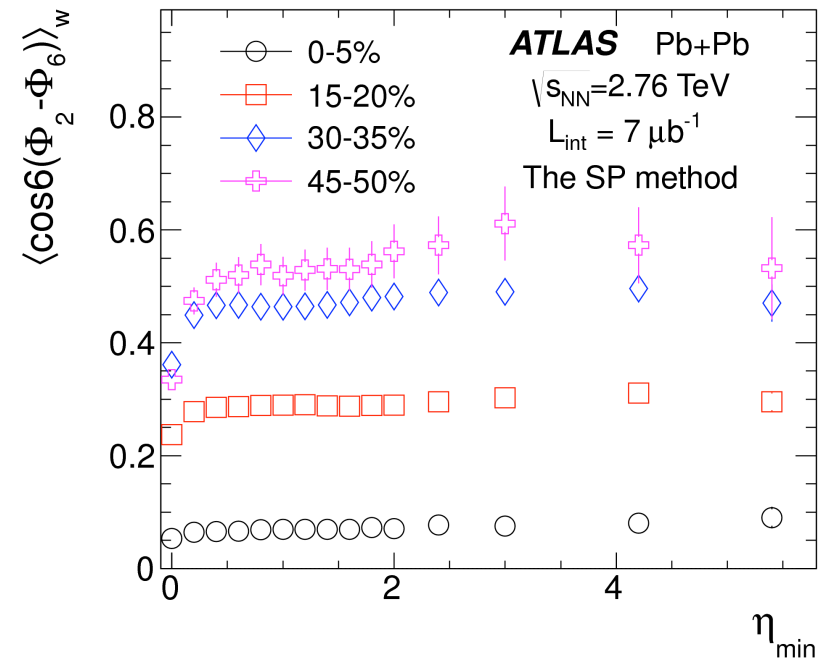 ⟨cos6(Φ₂-Φ₆)⟩w
ATLAS Pb+Pb
√sNN=2.76 TeV
Lint = 7 μb⁻¹
The SP method
0-5%
15-20%
30-35%
45-50%
0.8
0.6
0.4
0.2
0
0 2 4
ηmin